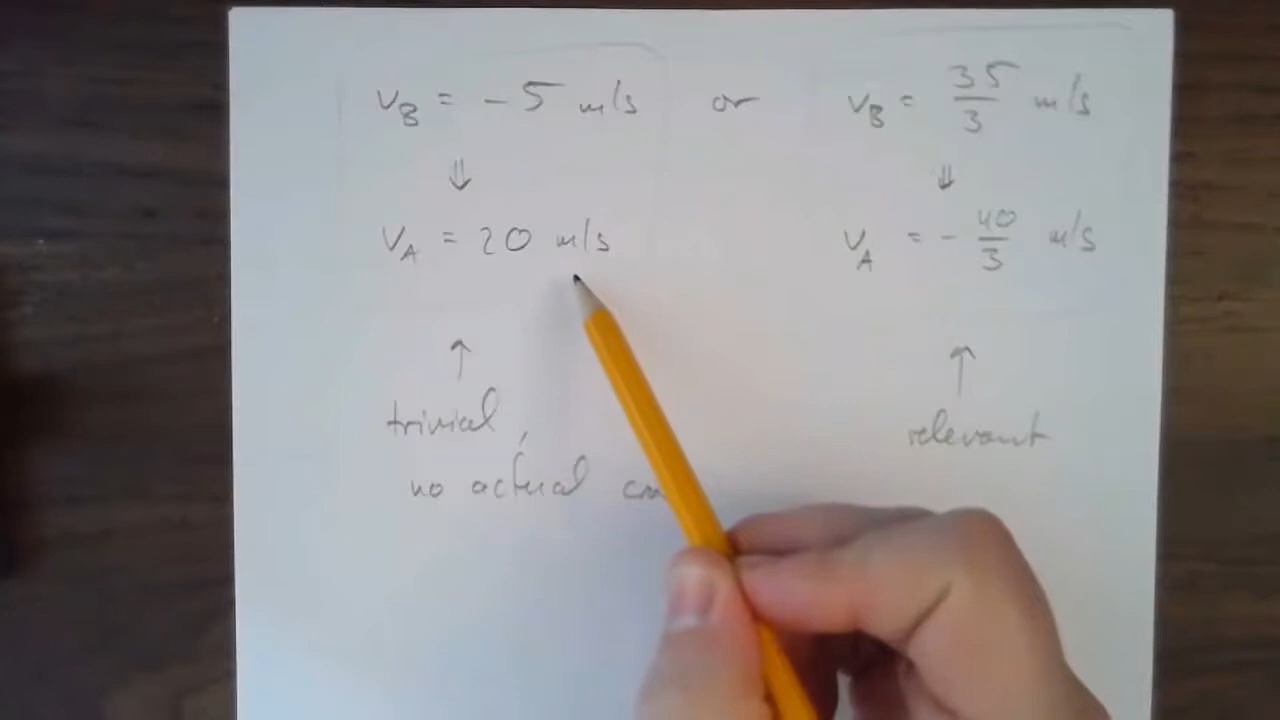 v_B = -5 m/s or v_B = 35/3 m/s
⇓ ⇓
v_A = 20 m/s v_A = - 40/3 m/s
↑ ↑
trivial, relevant
no actual